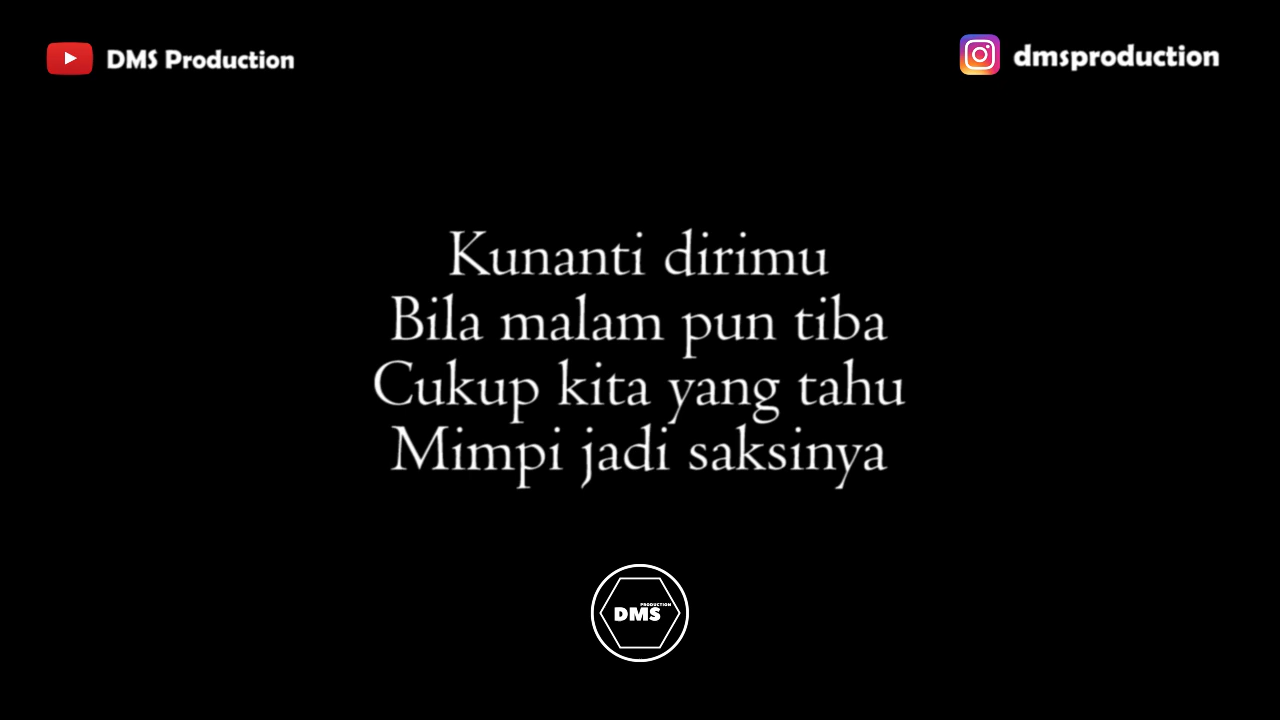 DMS Production
dmsproduction
Kunanti dirimu
Bila malam pun tiba
Cukup kita yang tahu
Mimpi jadi saksinya
PRODUCTION
DMS